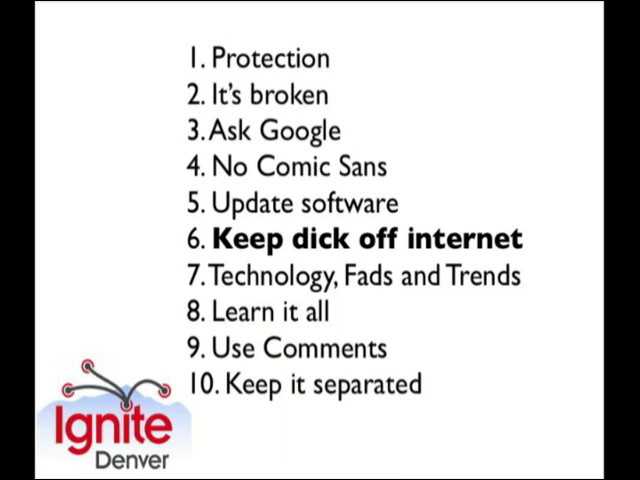 1. Protection
2. It's broken
3. Ask Google
4. No Comic Sans
5. Update software
6. Keep dick off internet
7. Technology, Fads and Trends
8. Learn it all
9. Use Comments
10. Keep it separated
Ignite
Denver